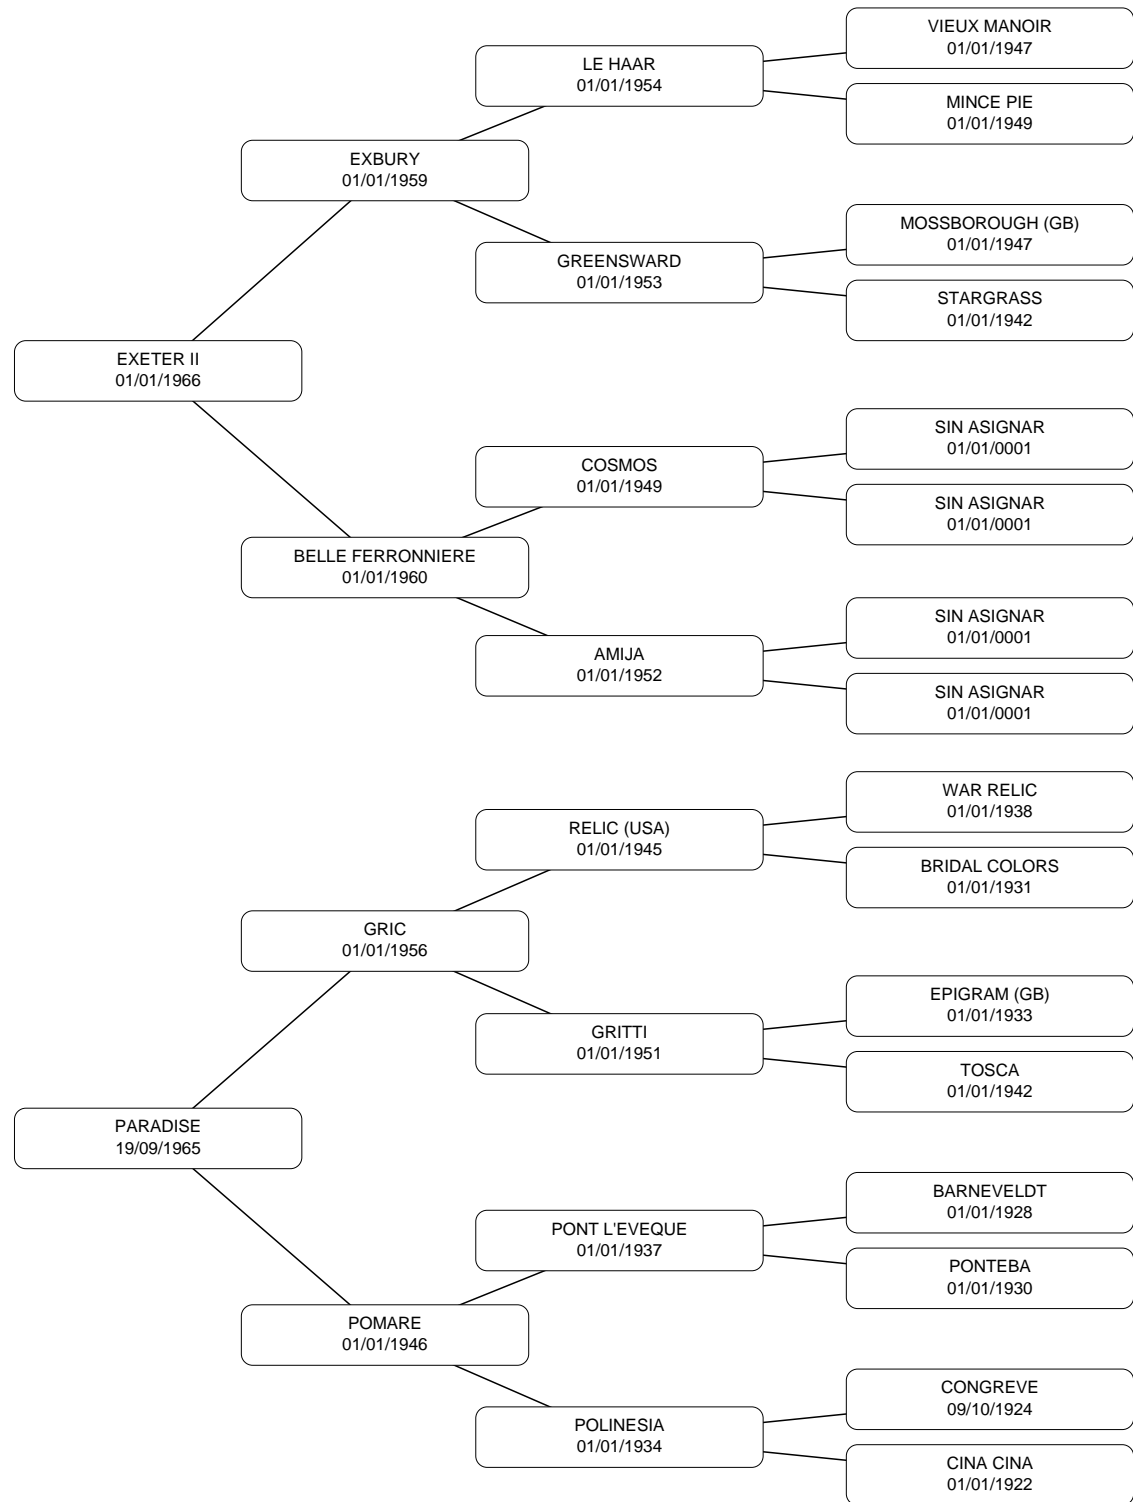 VIEUX MANOIR
01/01/1947
LE HAAR
01/01/1954
MINCE PIE
01/01/1949
EXBURY
01/01/1959
MOSSBOROUGH (GB)
01/01/1947
GREENSWARD
01/01/1953
STARGRASS
01/01/1942
EXETER II
01/01/1966
SIN ASIGNAR
01/01/0001
COSMOS
01/01/1949
SIN ASIGNAR
01/01/0001
BELLE FERRONNIERE
01/01/1960
SIN ASIGNAR
01/01/0001
AMIJA
01/01/1952
SIN ASIGNAR
01/01/0001
WAR RELIC
01/01/1938
RELIC (USA)
01/01/1945
BRIDAL COLORS
01/01/1931
GRIC
01/01/1956
EPIGRAM (GB)
01/01/1933
GRITTI
01/01/1951
TOSCA
01/01/1942
PARADISE
19/09/1965
BARNEVELDT
01/01/1928
PONT L'EVEQUE
01/01/1937
PONTEBA
01/01/1930
POMARE
01/01/1946
CONGREVE
09/10/1924
POLINESIA
01/01/1934
CINA CINA
01/01/1922